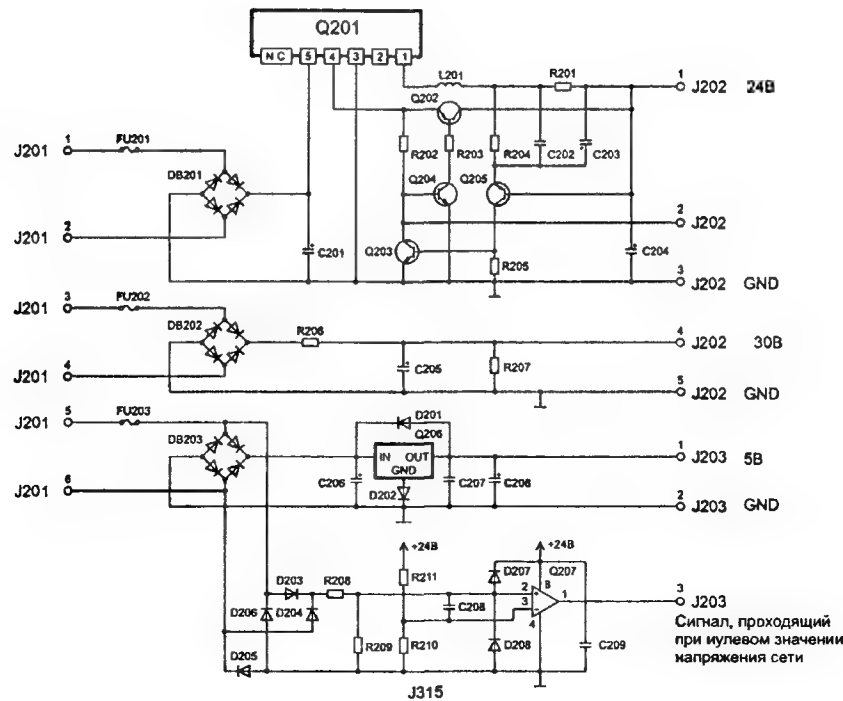 Q201
NC 5 4 3 2 1
L201 R201
1 J202 24В
Q202
1 J201 FU201
R202 R203 R204 C202 C203
DB201
Q204 Q205
2 J201
2 J202
C201 Q203 R205 C204
3 J202 GND
3 J201 FU202
DB202 R206
4 J202 30В
4 J201
C205 R207
5 J202 GND
5 J201 FU203
D201
Q206
DB203
IN OUT
GND
1 J203 5В
6 J201
C206 D202 C207 C208
2 J203 GND
+24В +24В
D203 R208 R211 D207 Q207
D206 D204 C208 2 3 8 1 4
3 J203
R209 R210 D208 C209
D205
Сигнал, проходящий
при нулевом значении
напряжения сети
J315